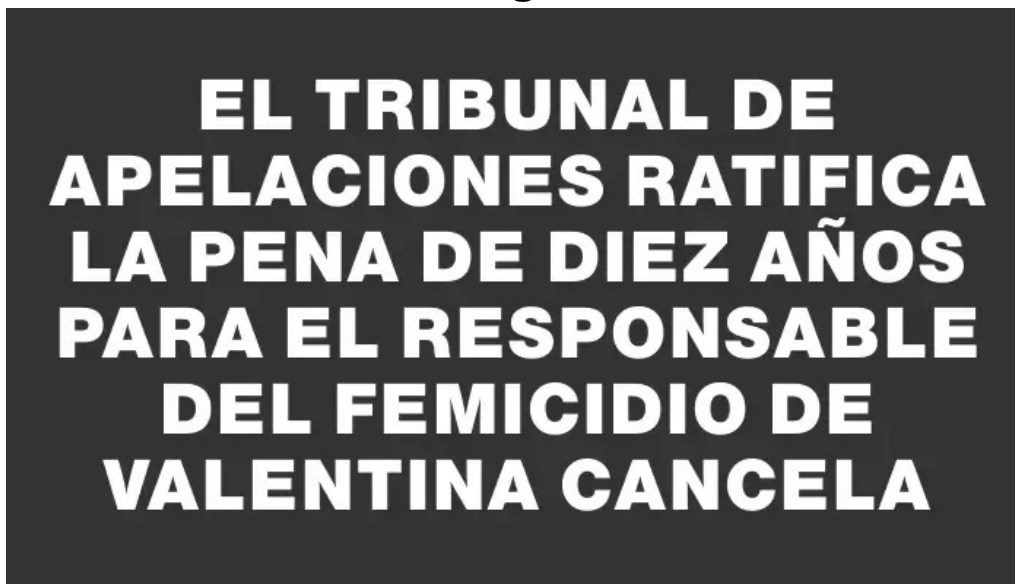 EL TRIBUNAL DE
APELACIONES RATIFICA
LA PENA DE DIEZ AÑOS
PARA EL RESPONSABLE
DEL FEMICIDIO DE
VALENTINA CANCELA